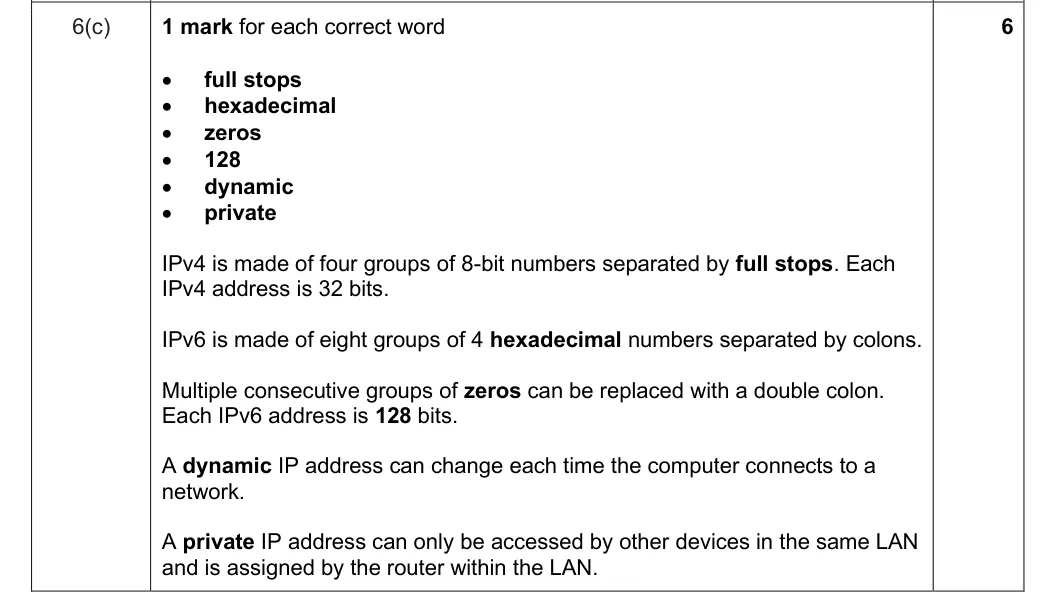 6(c) 1 mark for each correct word 6
• full stops
• hexadecimal
• zeros
• 128
• dynamic
• private
IPv4 is made of four groups of 8-bit numbers separated by full stops. Each
IPv4 address is 32 bits.
IPv6 is made of eight groups of 4 hexadecimal numbers separated by colons.
Multiple consecutive groups of zeros can be replaced with a double colon.
Each IPv6 address is 128 bits.
A dynamic IP address can change each time the computer connects to a
network.
A private IP address can only be accessed by other devices in the same LAN
and is assigned by the router within the LAN.